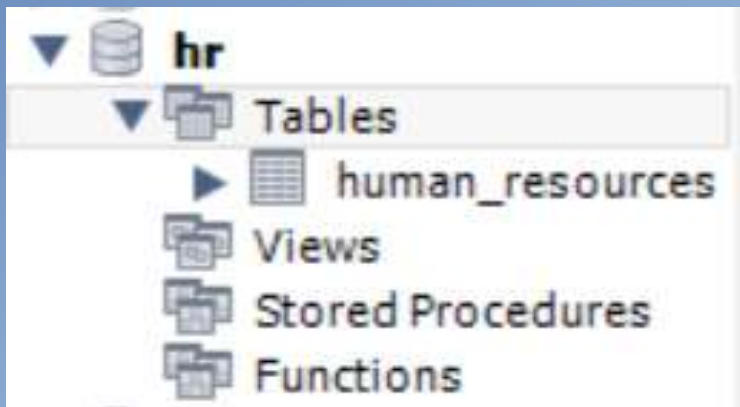 hr
Tables
human_resources
Views
Stored Procedures
Functions